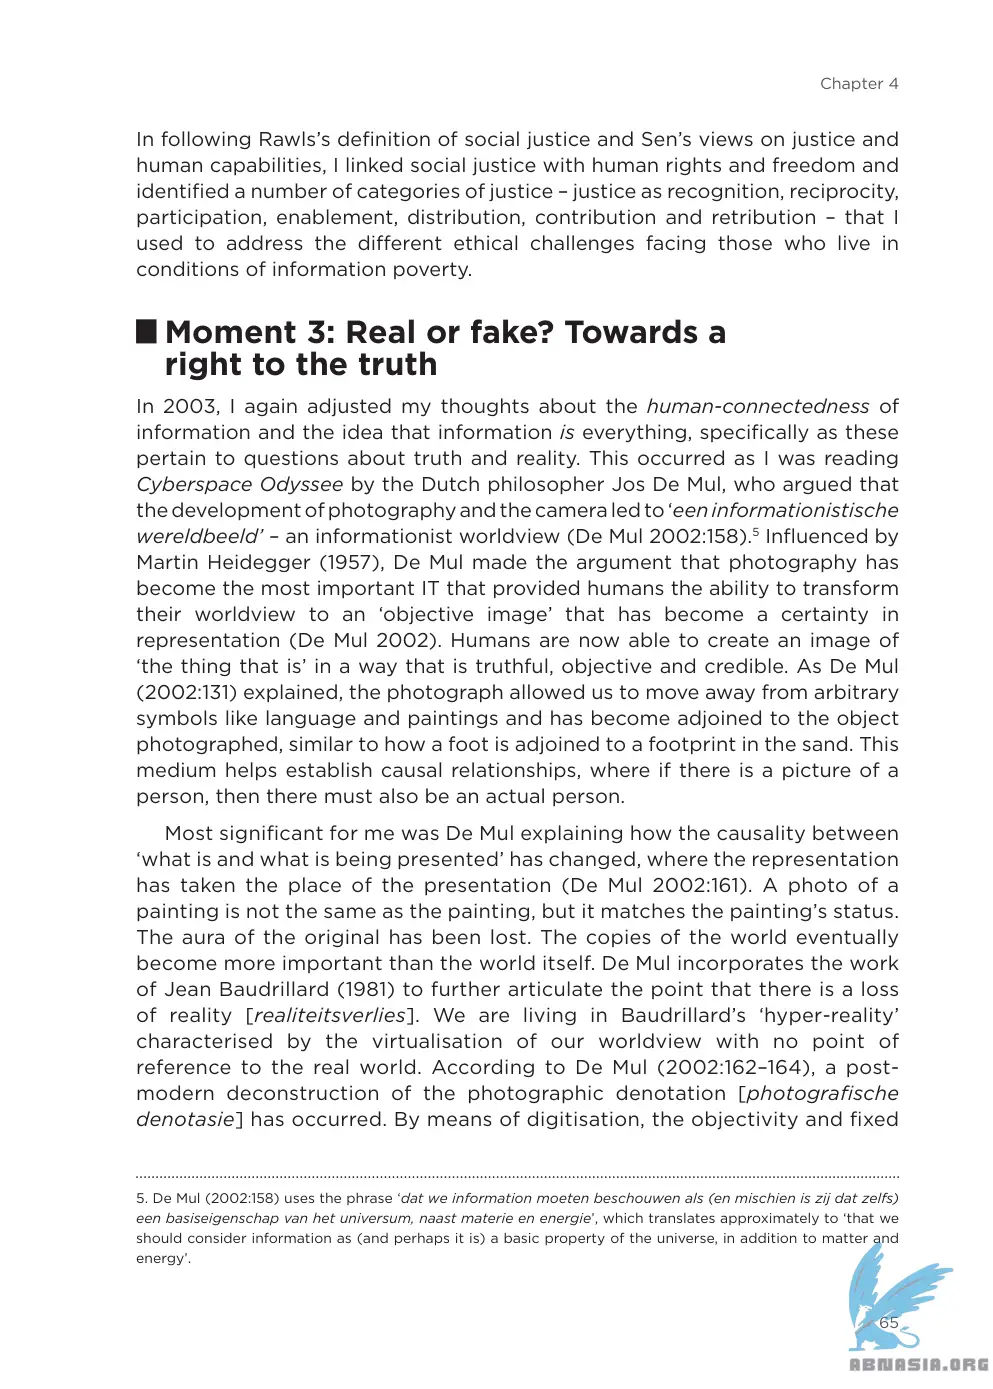 Chapter 4
In following Rawls’s definition of social justice and Sen’s views on justice and
human capabilities, I linked social justice with human rights and freedom and
identified a number of categories of justice – justice as recognition, reciprocity,
participation, enablement, distribution, contribution and retribution – that I
used to address the different ethical challenges facing those who live in
conditions of information poverty.
Moment 3: Real or fake? Towards a
right to the truth
In 2003, I again adjusted my thoughts about the human-connectedness of
information and the idea that information is everything, specifically as these
pertain to questions about truth and reality. This occurred as I was reading
Cyberspace Odyssee by the Dutch philosopher Jos De Mul, who argued that
the development of photography and the camera led to ‘een informationistische
wereldbeeld’ – an informationist worldview (De Mul 2002:158).5 Influenced by
Martin Heidegger (1957), De Mul made the argument that photography has
become the most important IT that provided humans the ability to transform
their worldview to an ‘objective image’ that has become a certainty in
representation (De Mul 2002). Humans are now able to create an image of
‘the thing that is’ in a way that is truthful, objective and credible. As De Mul
(2002:131) explained, the photograph allowed us to move away from arbitrary
symbols like language and paintings and has become adjoined to the object
photographed, similar to how a foot is adjoined to a footprint in the sand. This
medium helps establish causal relationships, where if there is a picture of a
person, then there must also be an actual person.
Most significant for me was De Mul explaining how the causality between
‘what is and what is being presented’ has changed, where the representation
has taken the place of the presentation (De Mul 2002:161). A photo of a
painting is not the same as the painting, but it matches the painting’s status.
The aura of the original has been lost. The copies of the world eventually
become more important than the world itself. De Mul incorporates the work
of Jean Baudrillard (1981) to further articulate the point that there is a loss
of reality [realiteitsverlies]. We are living in Baudrillard’s ‘hyper-reality’
characterised by the virtualisation of our worldview with no point of
reference to the real world. According to De Mul (2002:162–164), a post-
modern deconstruction of the photographic denotation [photografische
denotasie] has occurred. By means of digitisation, the objectivity and fixed
5. De Mul (2002:158) uses the phrase ‘dat we information moeten beschouwen als (en mischien is zij dat zelfs)
een basiseigenschap van het universum, naast materie en energie’, which translates approximately to ‘that we
should consider information as (and perhaps it is) a basic property of the universe, in addition to matter and
energy’.
65
ABNASIA.ORG